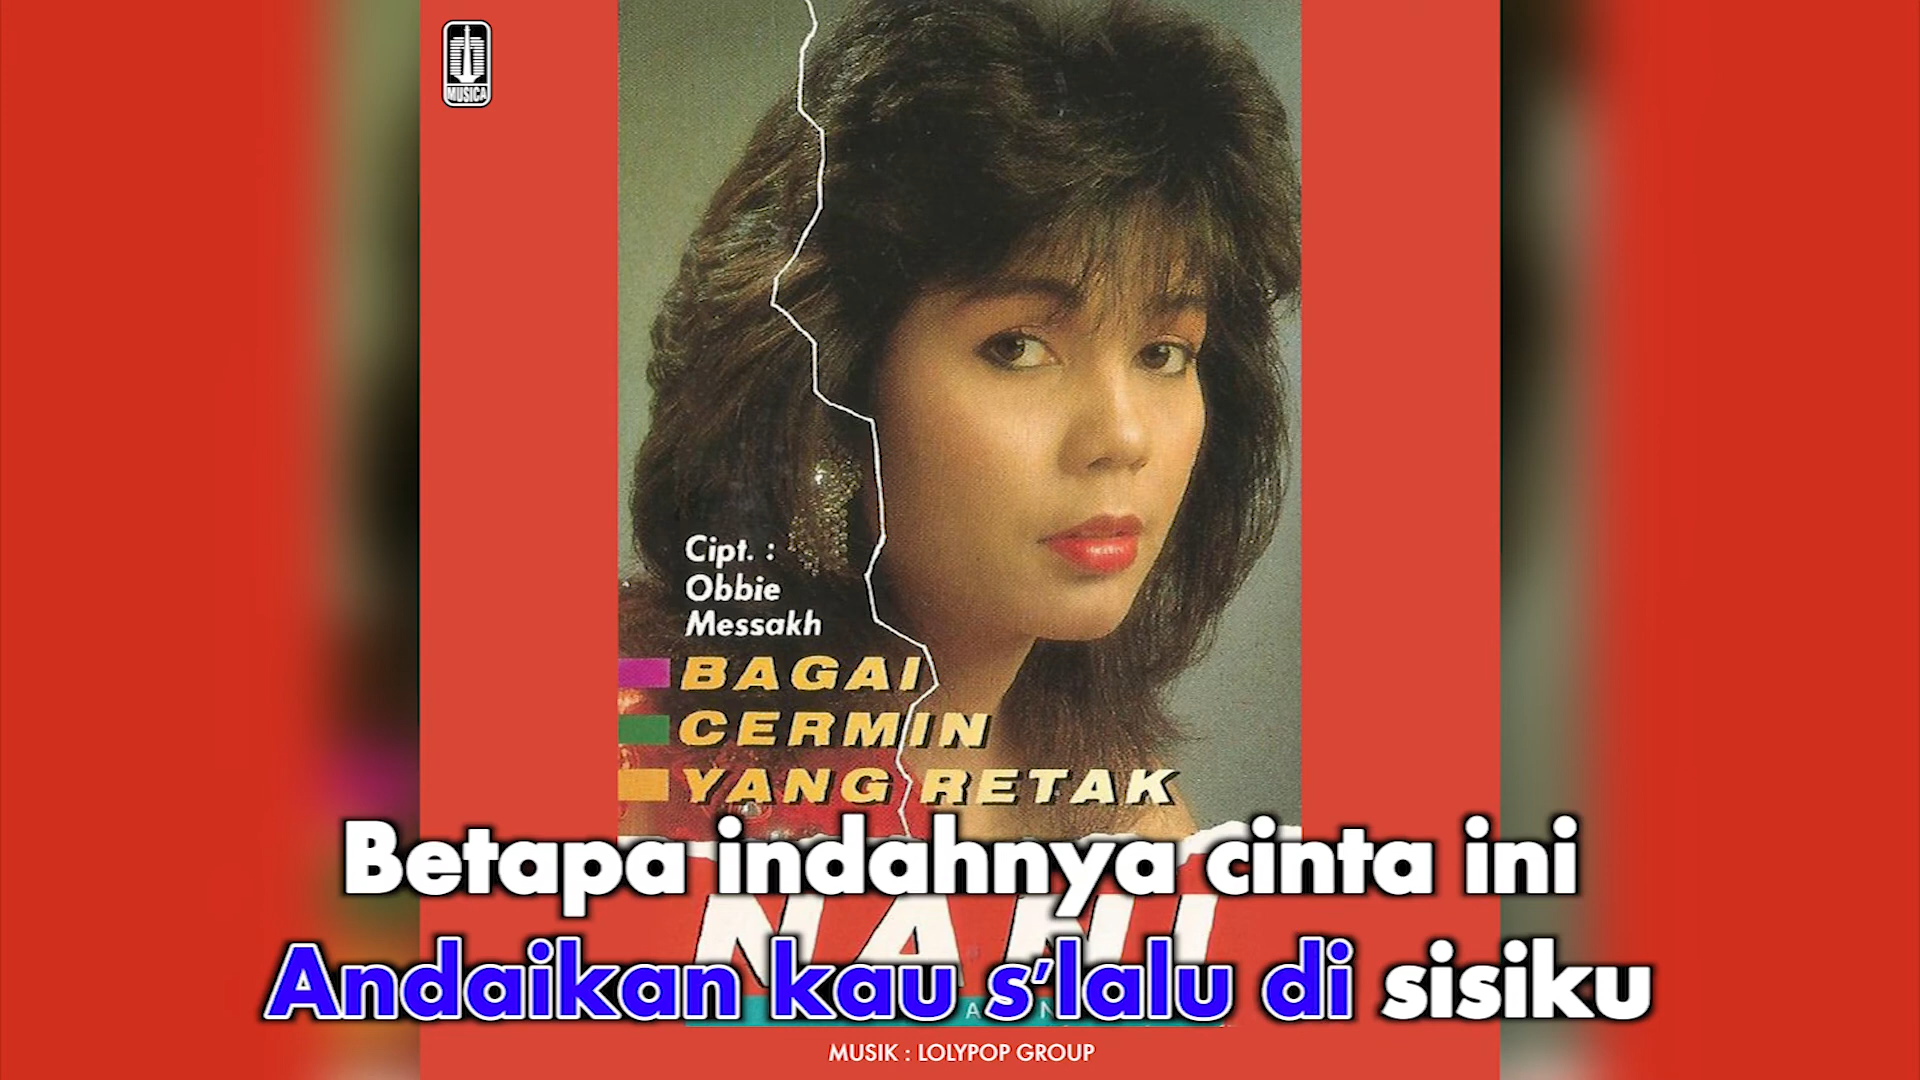 MUSICA
Cipt. :
Obbie
Messakh
BAGAI
CERMIN
YANG RETAK
Betapa indahnya cinta ini
NANI
Andaikan kau s'lalu di sisiku
MUSIK : LOLYPOP GROUP